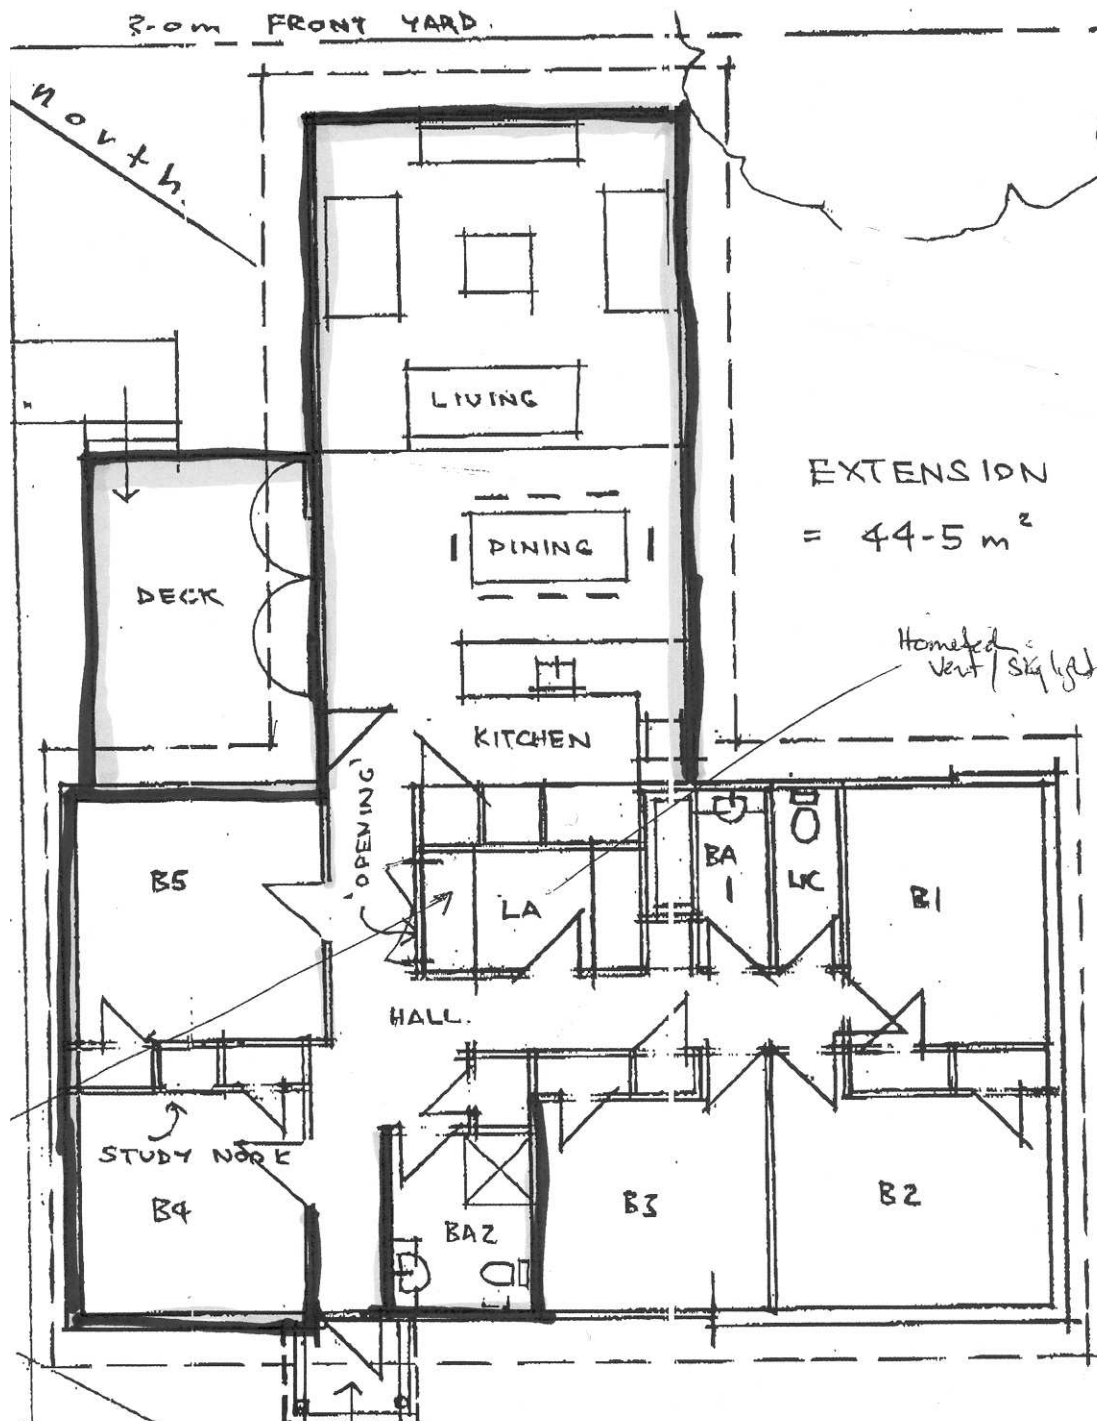 3-0m FRONT YARD.
north.
LIVING
EXTENSION
= 44-5 m²
DINING
DECK
Vent / Skylight
KITCHEN
'OPENING'
B5
LA
BA
WC
B1
HALL.
STUDY NOOK
B4
BA2
B3
B2